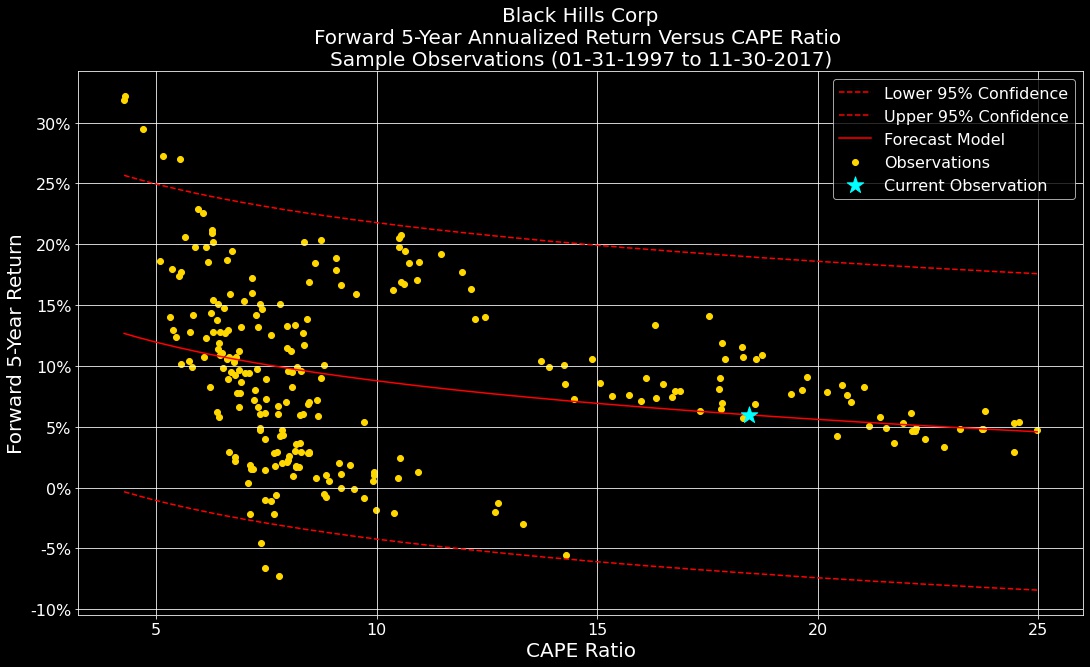 Black Hills Corp
Forward 5-Year Annualized Return Versus CAPE Ratio
Sample Observations (01-31-1997 to 11-30-2017)
Lower 95% Confidence
Upper 95% Confidence
Forecast Model
Observations
Current Observation
Forward 5-Year Return
30%
25%
20%
15%
10%
5%
0%
-5%
-10%
5
10
15
20
25
CAPE Ratio